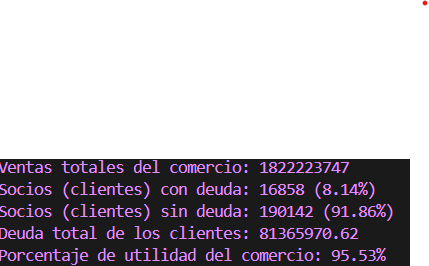 Ventas totales del comercio: 1822223747
Socios (clientes) con deuda: 16858 (8.14%)
Socios (clientes) sin deuda: 190142 (91.86%)
Deuda total de los clientes: 81365970.62
Porcentaje de utilidad del comercio: 95.53%